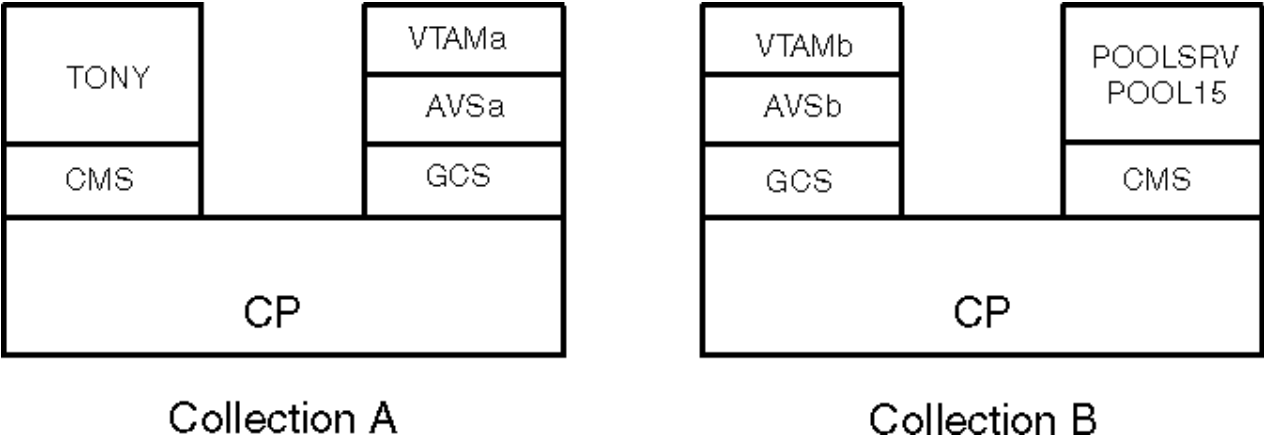 TONY
CMS
VTAMa
AVSa
GCS
CP
Collection A
VTAMb
AVSb
GCS
POOLSRV
POOL15
CMS
CP
Collection B